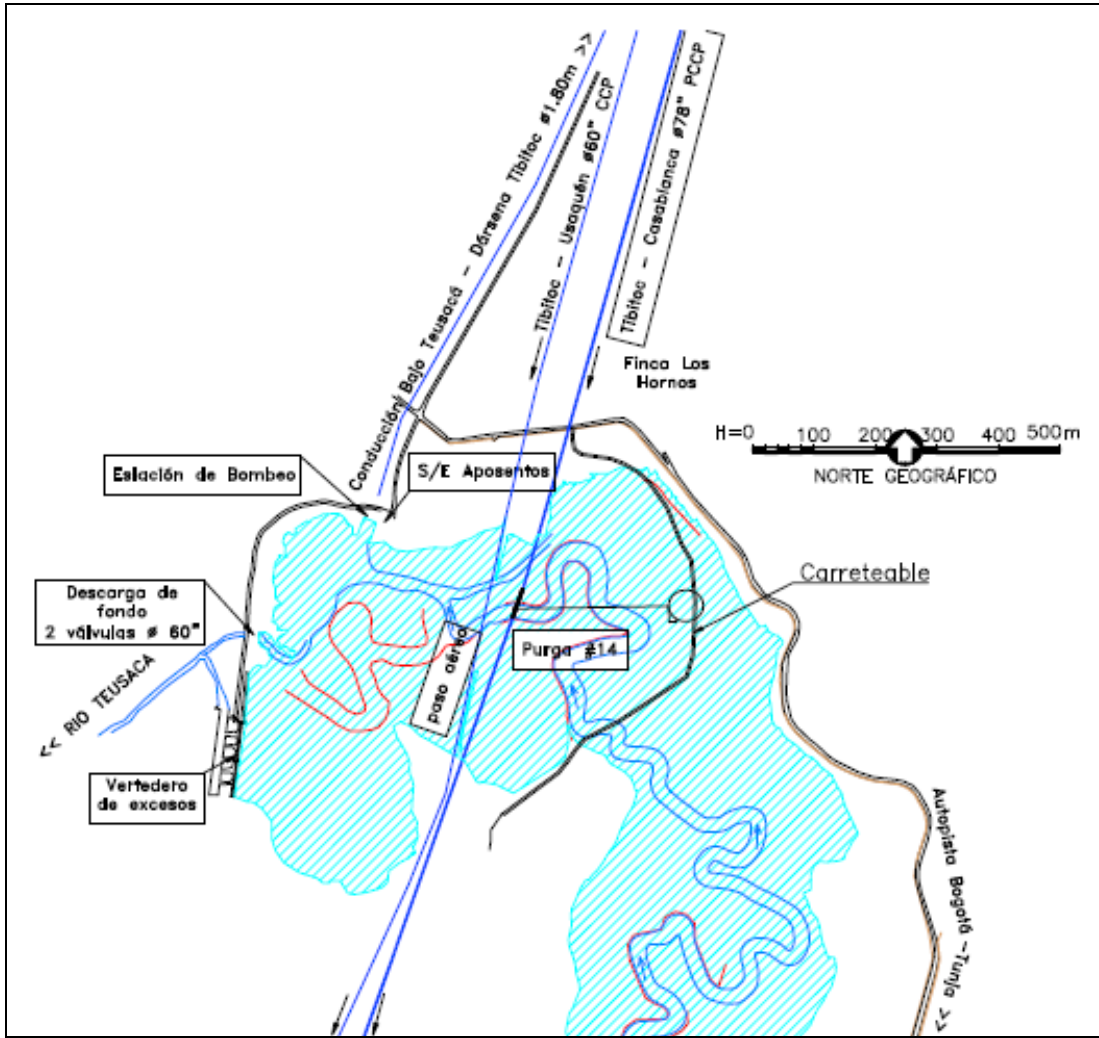 Conducción Bajo Teusacá - Dársena Tibitoc ø1.80m >>
Tibitoc - Usaquén ø60" CCP
Tibitoc - Casablanca ø78" PCCP
Finca Los
Hornos
H=0 100 200 300 400 500m
NORTE GEOGRÁFICO
Estación de Bombeo
S/E Aposentos
Descarga de
fondo
2 válvulas ø 60"
Carreteable
<< RIO TEUSACA
paso aéreo
Purga #14
Vertedero
de excesos
Autopista Bogotá -Tunja >>